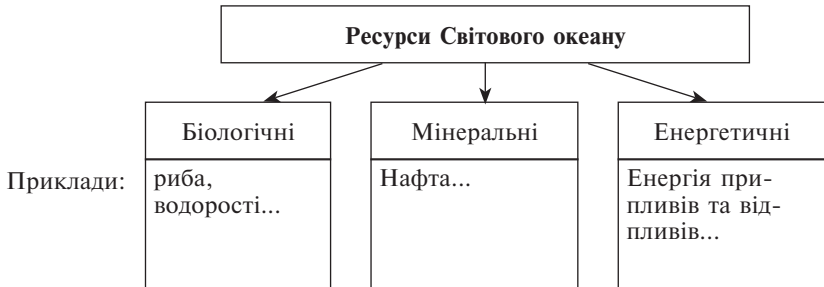 Ресурси Світового океану
Біологічні
Мінеральні
Енергетичні
Приклади:
риба,
водорості...
Нафта...
Енергія при-
пливів та від-
пливів...